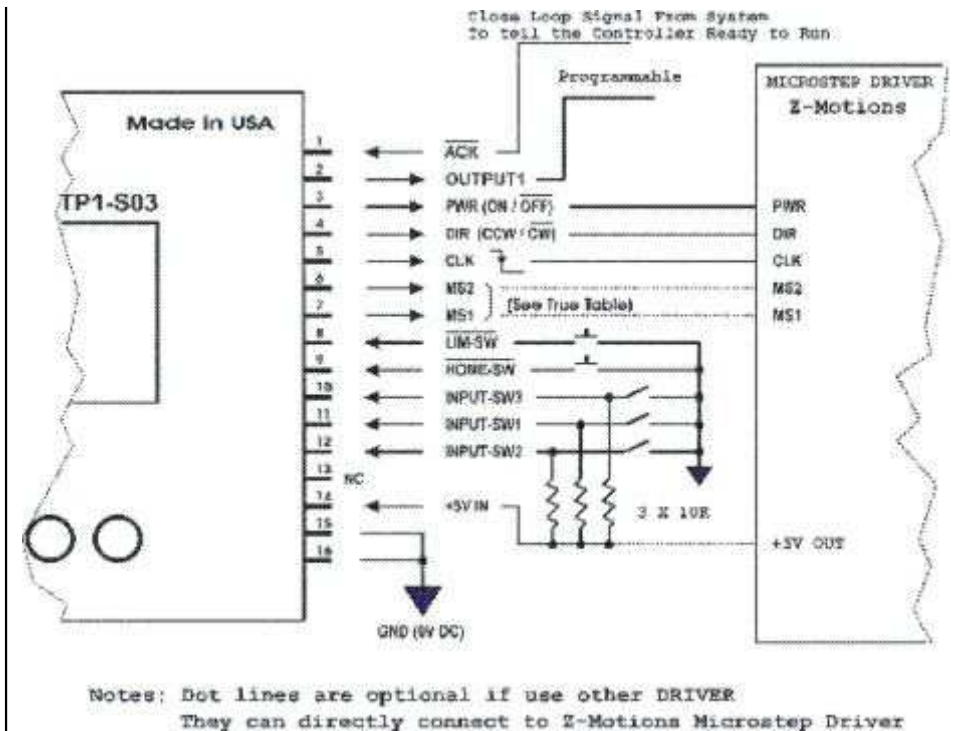 Close Loop Signal From System
To tell the Controller Ready to Run
Programmable
MICROSTEP DRIVER
Z-Motions
Made In USA
TP1-S03
1 ACK
2 OUTPUT1
3 PWR (ON / OFF) PWR
4 DIR (CCW / CW) DIR
5 CLK CLK
6 MS2 MS2
7 MS1 (See True Table) MS1
8 LIM-SW
9 HOME-SW
10 INPUT-SW3
11 INPUT-SW1
12 INPUT-SW2
13 NC
14 +5V IN
15
16
3 X 10K
+5V OUT
GND (0V DC)
Notes: Dot lines are optional if use other DRIVER
They can directly connect to Z-Motions Microstep Driver